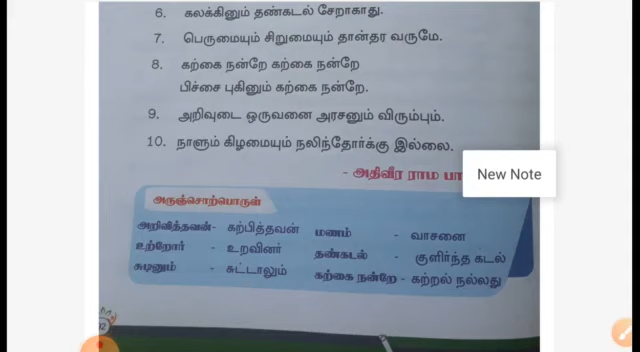 6. கலக்கினும் தண்கடல் சேறாகாது.
7. பெருமையும் சிறுமையும் தான்தர வருமே.
8. கற்கை நன்றே கற்கை நன்றே
பிச்சை புகினும் கற்கை நன்றே.
9. அறிவுடை ஒருவனை அரசனும் விரும்பும்.
10. நாளும் கிழமையும் நலிந்தோர்க்கு இல்லை.
- அதிவீர ராம பா
New Note
அருஞ்சொற்பொருள்
அறிவித்தவன்- கற்பித்தவன் மணம் - வாசனை
உற்றோர் - உறவினர் தண்கடல் - குளிர்ந்த கடல்
சுடினும் - சுட்டாலும் கற்கை நன்றே - கற்றல் நல்லது